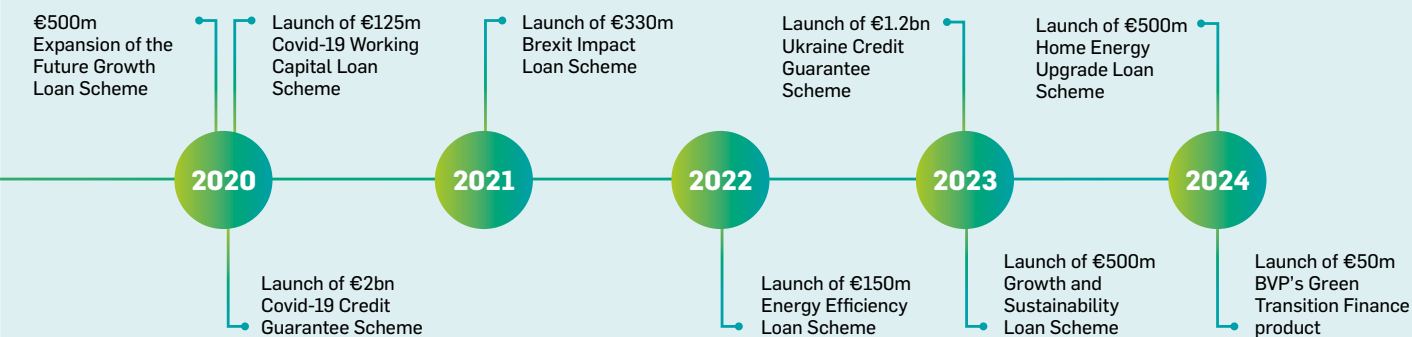 €500m
Expansion of the
Future Growth
Loan Scheme
Launch of €125m
Covid-19 Working
Capital Loan
Scheme
Launch of €330m
Brexit Impact
Loan Scheme
Launch of €1.2bn
Ukraine Credit
Guarantee
Scheme
Launch of €500m
Home Energy
Upgrade Loan
Scheme
2020
2021
2022
2023
2024
Launch of €2bn
Covid-19 Credit
Guarantee Scheme
Launch of €150m
Energy Efficiency
Loan Scheme
Launch of €500m
Growth and
Sustainability
Loan Scheme
Launch of €50m
BVP's Green
Transition Finance
product